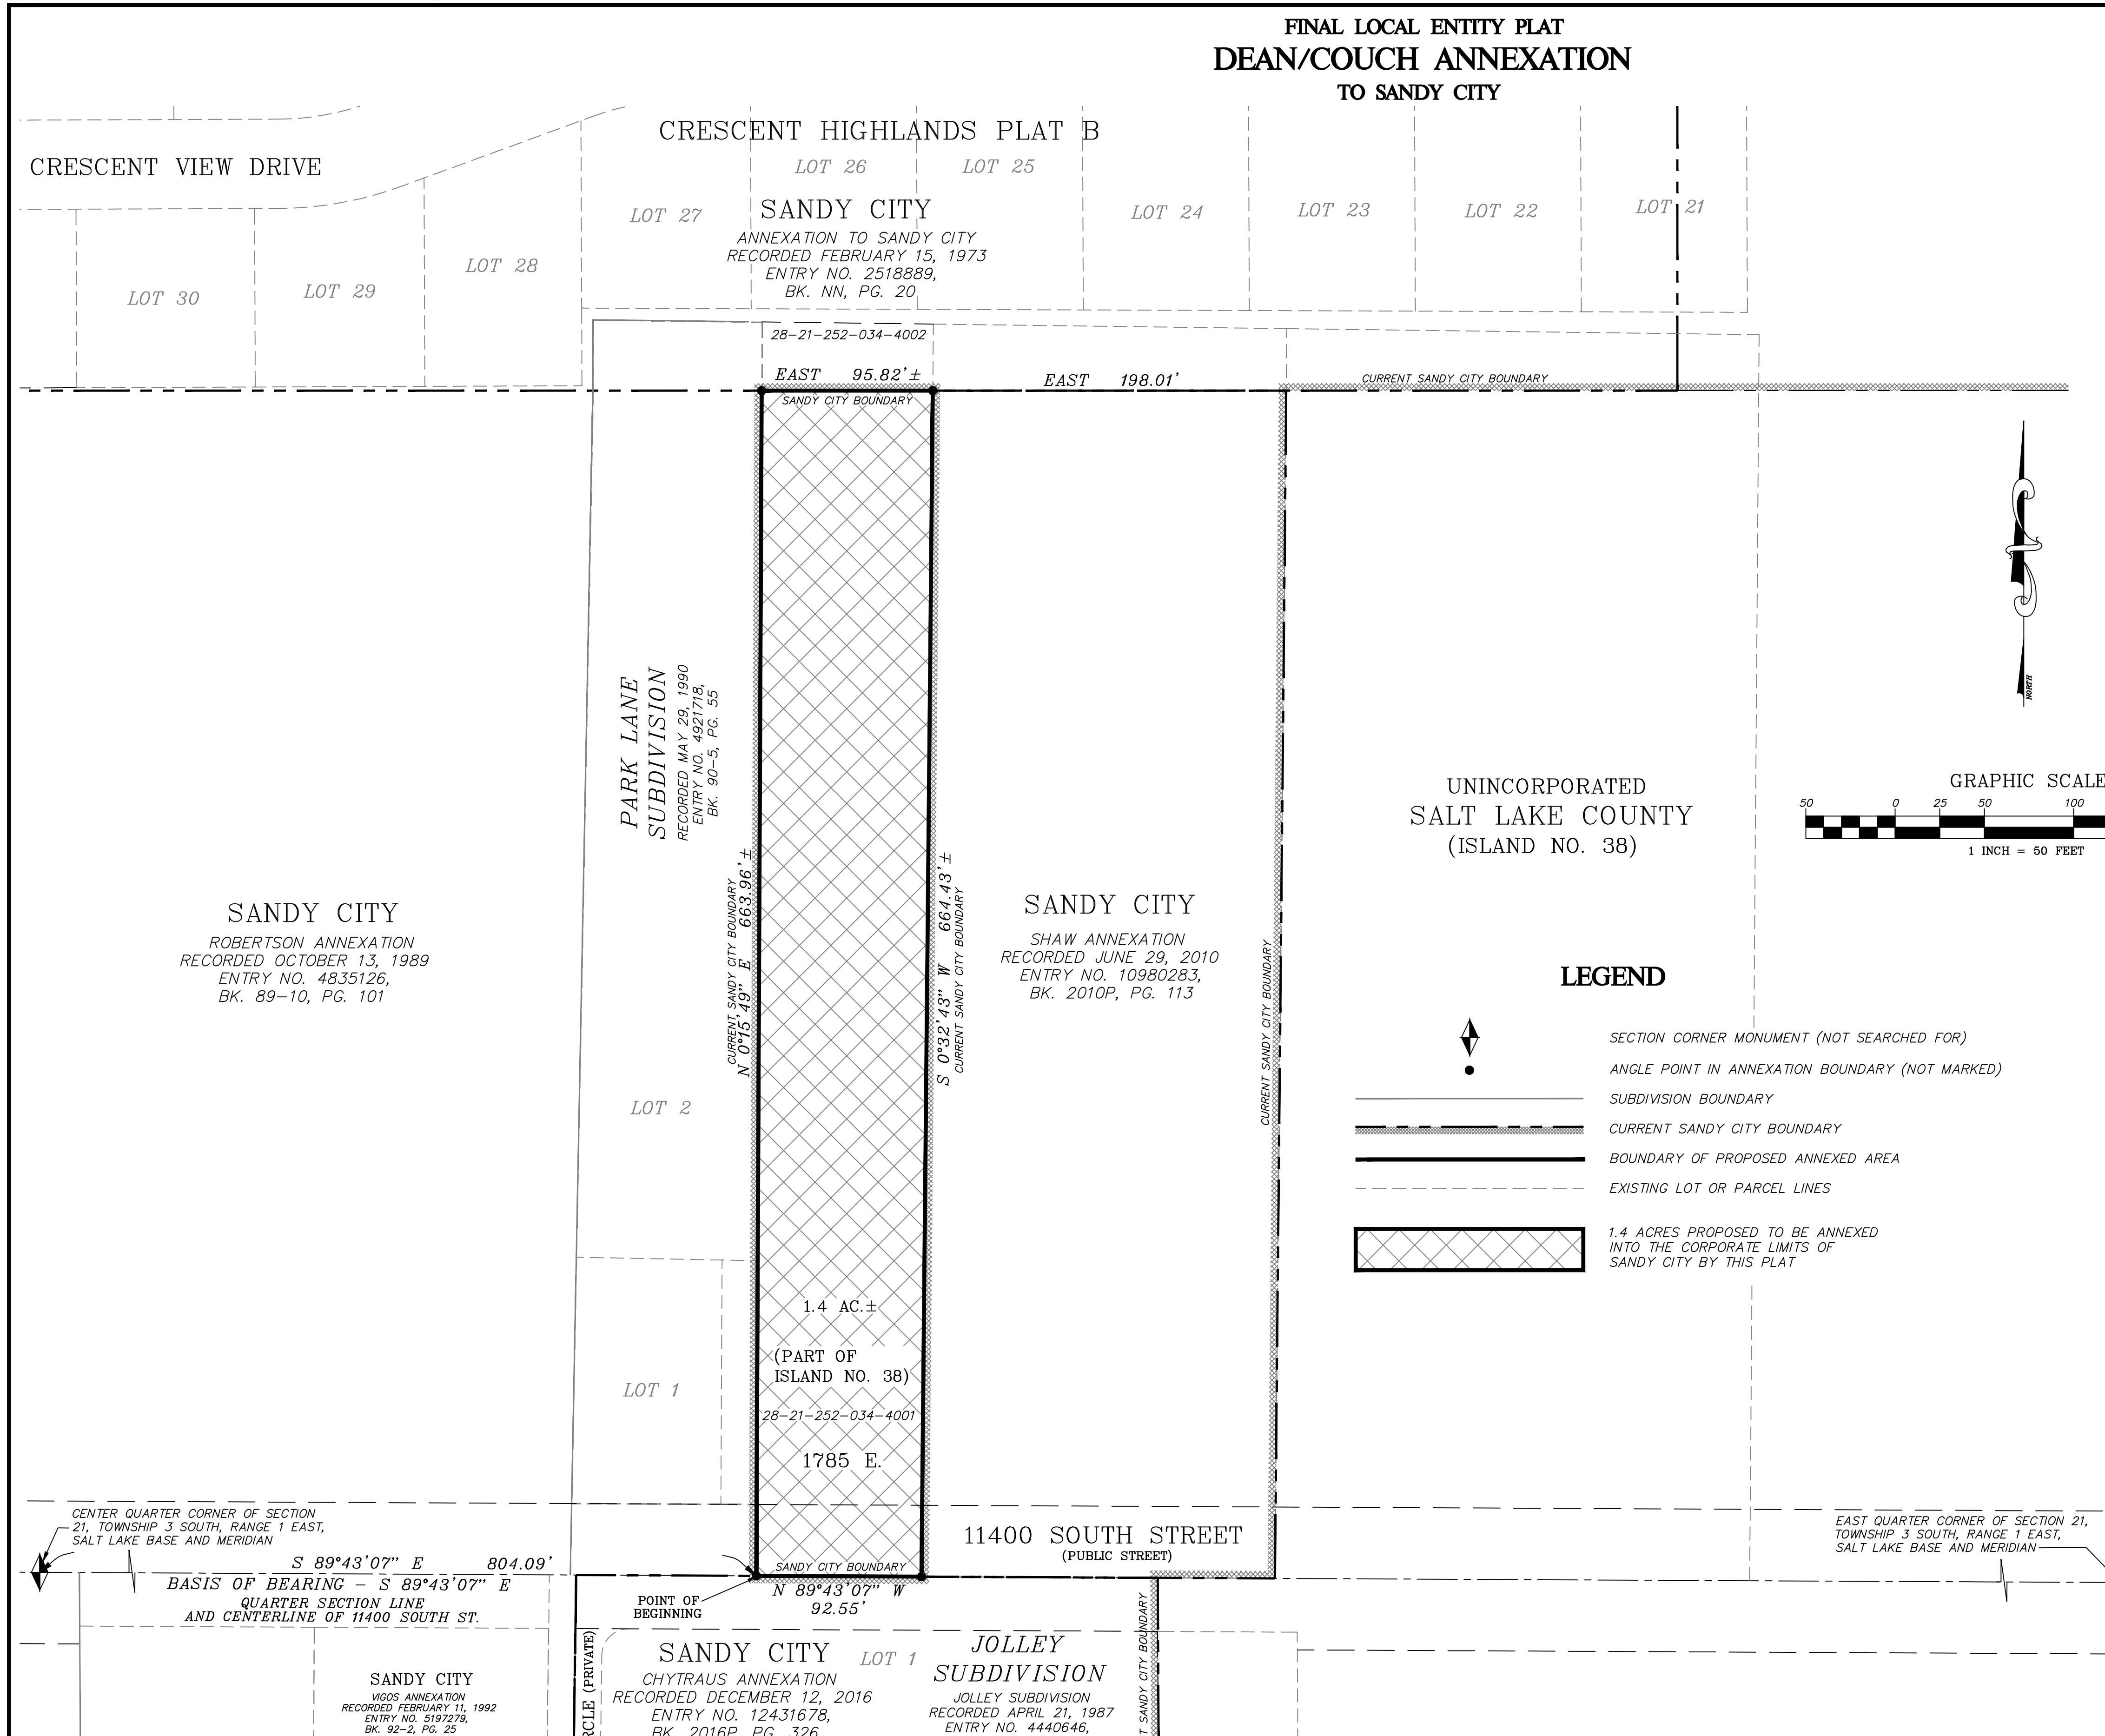 FINAL LOCAL ENTITY PLAT
DEAN/COUCH ANNEXATION
TO SANDY CITY
CRESCENT HIGHLANDS PLAT B
CRESCENT VIEW DRIVE
LOT 26
LOT 25
LOT 27
SANDY CITY
LOT 24
LOT 23
LOT 22
LOT 21
ANNEXATION TO SANDY CITY
RECORDED FEBRUARY 15, 1973
ENTRY NO. 2518889,
BK. NN, PG. 20
LOT 28
LOT 29
LOT 30
28-21-252-034-4002
EAST 95.82'±
SANDY CITY BOUNDARY
EAST 198.01'
CURRENT SANDY CITY BOUNDARY
NORTH
PARK LANE
SUBDIVISION
RECORDED MAY 29, 1990
ENTRY NO. 4921718,
BK. 90-5, PG. 55
CURRENT SANDY CITY BOUNDARY
N 0°15'49" E 663.96'±
S 0°32'43" W 664.43'±
CURRENT SANDY CITY BOUNDARY
UNINCORPORATED
SALT LAKE COUNTY
(ISLAND NO. 38)
GRAPHIC SCALE
50 0 25 50 100
1 INCH = 50 FEET
SANDY CITY
ROBERTSON ANNEXATION
RECORDED OCTOBER 13, 1989
ENTRY NO. 4835126,
BK. 89-10, PG. 101
SANDY CITY
SHAW ANNEXATION
RECORDED JUNE 29, 2010
ENTRY NO. 10980283,
BK. 2010P, PG. 113
CURRENT SANDY CITY BOUNDARY
LEGEND
SECTION CORNER MONUMENT (NOT SEARCHED FOR)
ANGLE POINT IN ANNEXATION BOUNDARY (NOT MARKED)
SUBDIVISION BOUNDARY
CURRENT SANDY CITY BOUNDARY
BOUNDARY OF PROPOSED ANNEXED AREA
EXISTING LOT OR PARCEL LINES
1.4 ACRES PROPOSED TO BE ANNEXED
INTO THE CORPORATE LIMITS OF
SANDY CITY BY THIS PLAT
LOT 2
LOT 1
1.4 AC.±
(PART OF
ISLAND NO. 38)
28-21-252-034-4001
1785 E.
CENTER QUARTER CORNER OF SECTION
21, TOWNSHIP 3 SOUTH, RANGE 1 EAST,
SALT LAKE BASE AND MERIDIAN
11400 SOUTH STREET
(PUBLIC STREET)
EAST QUARTER CORNER OF SECTION 21,
TOWNSHIP 3 SOUTH, RANGE 1 EAST,
SALT LAKE BASE AND MERIDIAN
S 89°43'07" E 804.09'
BASIS OF BEARING - S 89°43'07" E
QUARTER SECTION LINE
AND CENTERLINE OF 11400 SOUTH ST.
SANDY CITY BOUNDARY
POINT OF
BEGINNING
N 89°43'07" W
92.55'
SANDY CITY
VIGOS ANNEXATION
RECORDED FEBRUARY 11, 1992
ENTRY NO. 5197279,
BK. 92-2, PG. 25
RCLE (PRIVATE)
SANDY CITY
CHYTRAUS ANNEXATION
RECORDED DECEMBER 12, 2016
ENTRY NO. 12431678,
BK. 2016P, PG. 326
LOT 1
JOLLEY
SUBDIVISION
JOLLEY SUBDIVISION
RECORDED APRIL 21, 1987
ENTRY NO. 4440646,
T SANDY CITY BOUNDARY